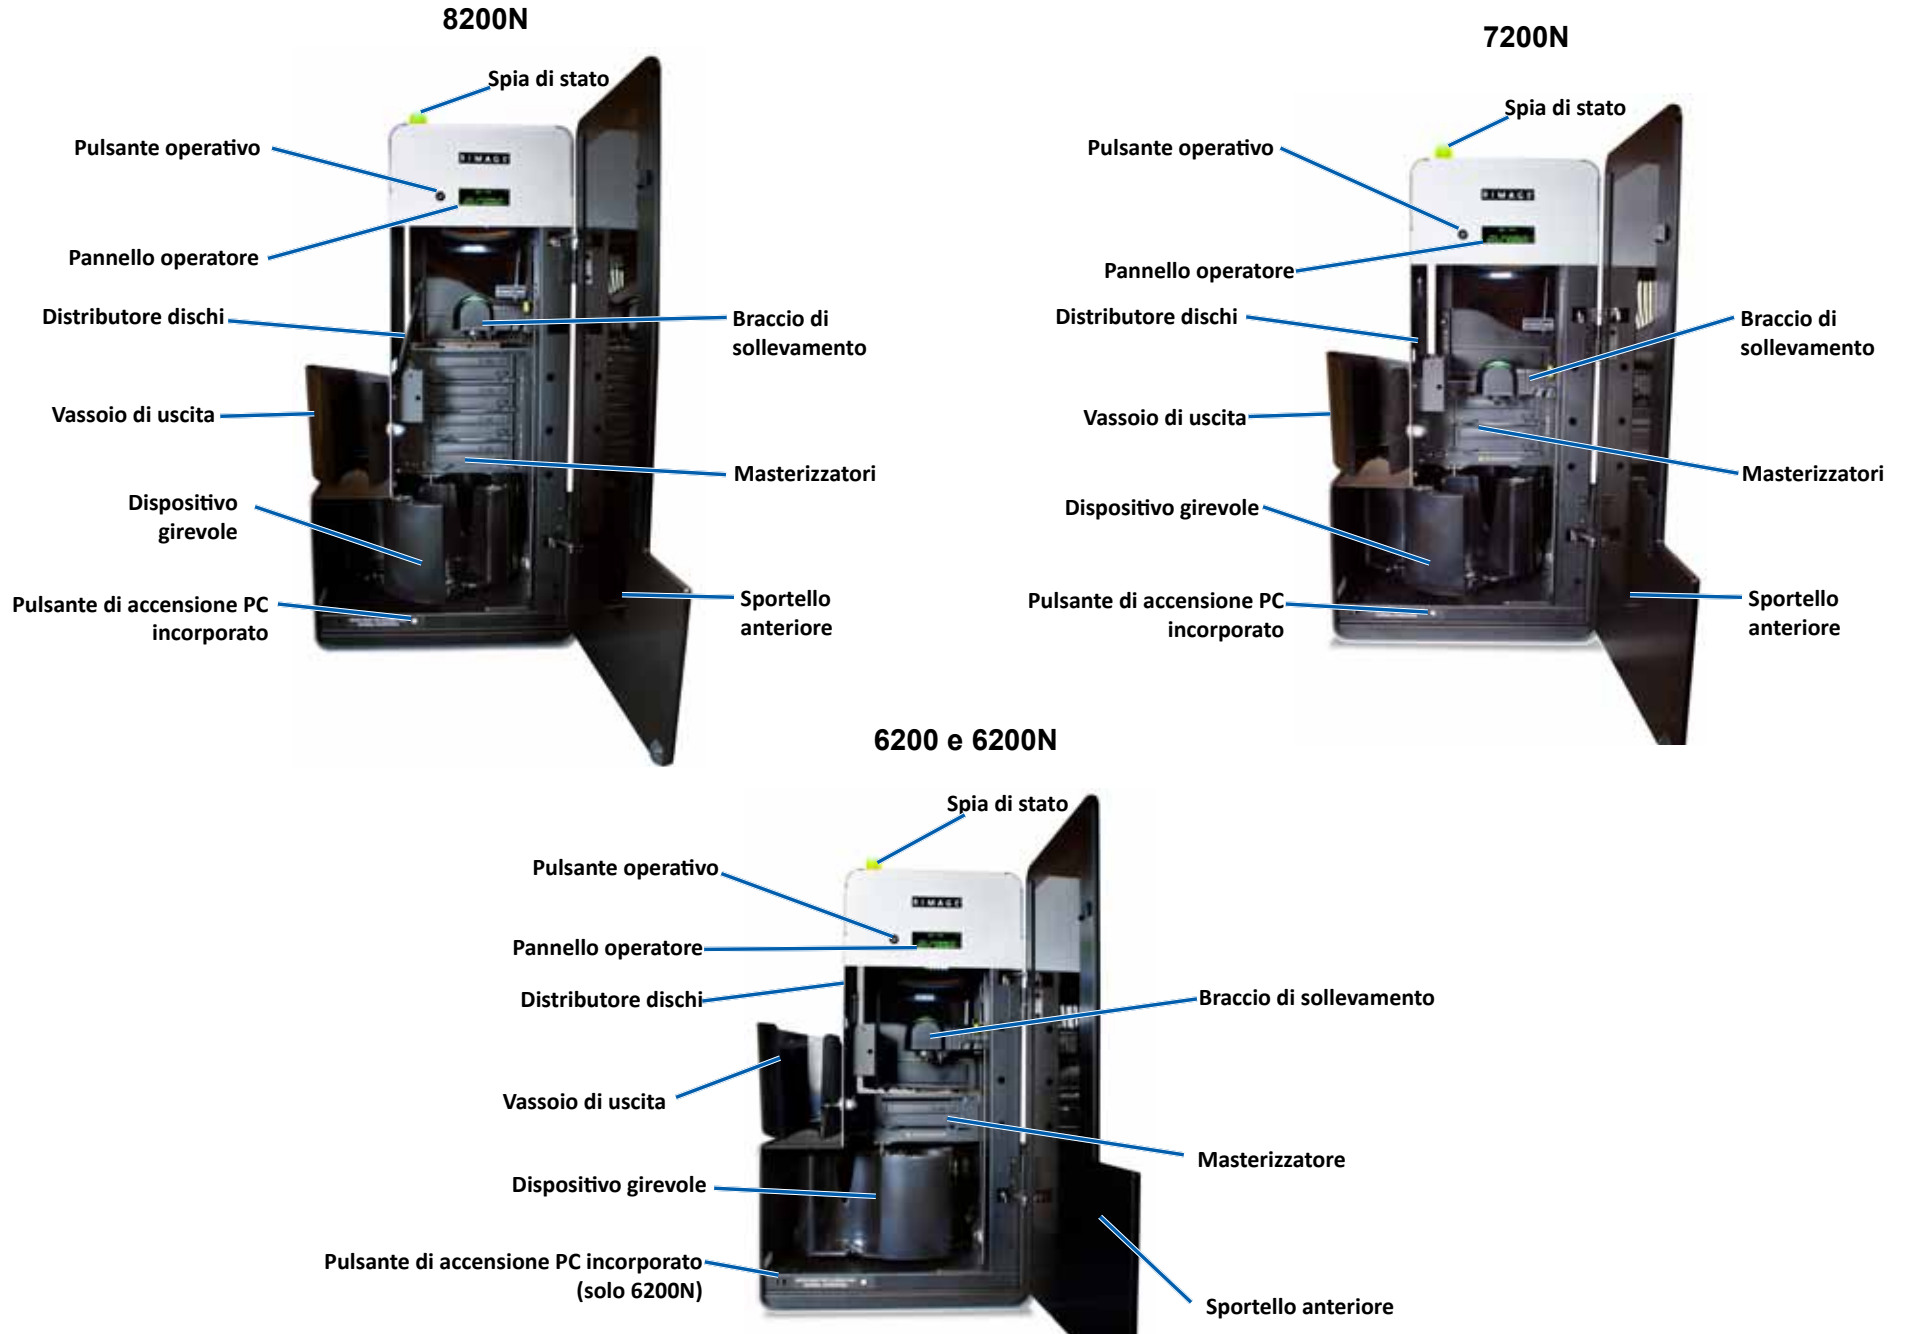 8200N
Spia di stato
Pulsante operativo
RIMAGE
Pannello operatore
Distributore dischi
Braccio di
sollevamento
Vassoio di uscita
Masterizzatori
Dispositivo
girevole
Pulsante di accensione PC
incorporato
Sportello
anteriore
7200N
Spia di stato
Pulsante operativo
RIMAGE
Pannello operatore
Distributore dischi
Braccio di
sollevamento
Vassoio di uscita
Masterizzatori
Dispositivo girevole
Pulsante di accensione PC
incorporato
Sportello
anteriore
6200 e 6200N
Spia di stato
Pulsante operativo
RIMAGE
Pannello operatore
Distributore dischi
Braccio di sollevamento
Vassoio di uscita
Masterizzatore
Dispositivo girevole
Pulsante di accensione PC incorporato
(solo 6200N)
Sportello anteriore